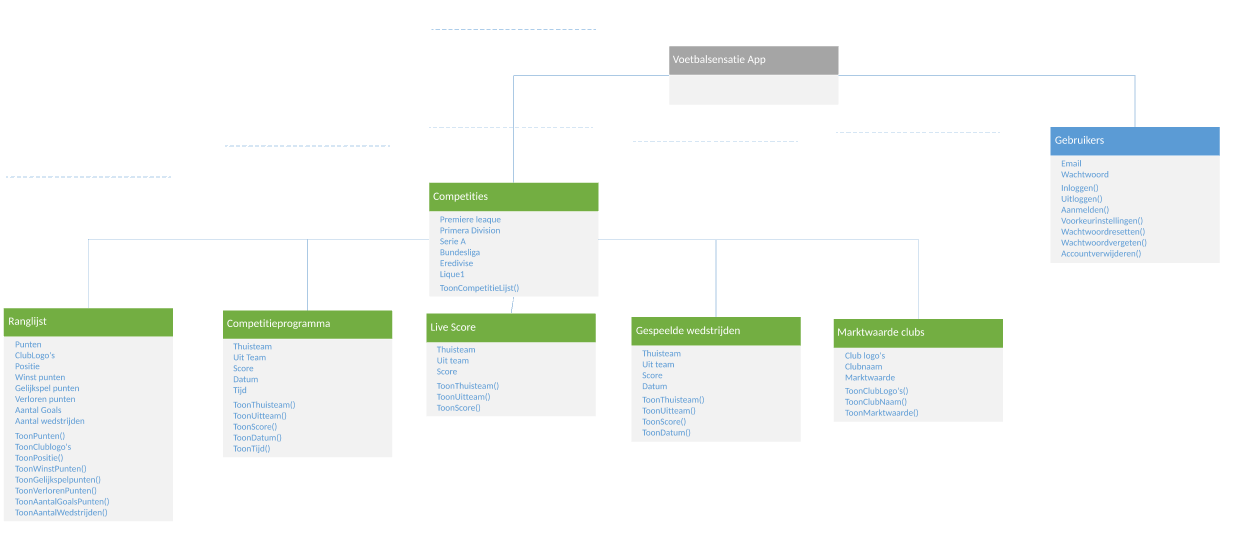 Voetbalsensatie App
Gebruikers
Email
Wachtwoord
Inloggen()
Uitloggen()
Aanmelden()
Voorkeurinstellingen()
Wachtwoordresetten()
Wachtwoordvergeten()
Accountverwijderen()
Competities
Premiere leaque
Primera Division
Serie A
Bundesliga
Eredivise
Lique1
ToonCompetitieLijst()
Ranglijst
Punten
ClubLogo's
Positie
Winst punten
Gelijkspel punten
Verloren punten
Aantal Goals
Aantal wedstrijden
ToonPunten()
ToonClublogo's
ToonPositie()
ToonWinstPunten()
ToonGelijkspelpunten()
ToonVerlorenPunten()
ToonAantalGoalsPunten()
ToonAantalWedstrijden()
Competitieprogramma
Thuisteam
Uit Team
Score
Datum
Tijd
ToonThuisteam()
ToonUitteam()
ToonScore()
ToonDatum()
ToonTijd()
Live Score
Thuisteam
Uit team
Score
ToonThuisteam()
ToonUitteam()
ToonScore()
Gespeelde wedstrijden
Thuisteam
Uit team
Score
Datum
ToonThuisteam()
ToonUitteam()
ToonScore()
ToonDatum()
Marktwaarde clubs
Club logo's
Clubnaam
Marktwaarde
ToonClubLogo's()
ToonClubNaam()
ToonMarktwaarde()